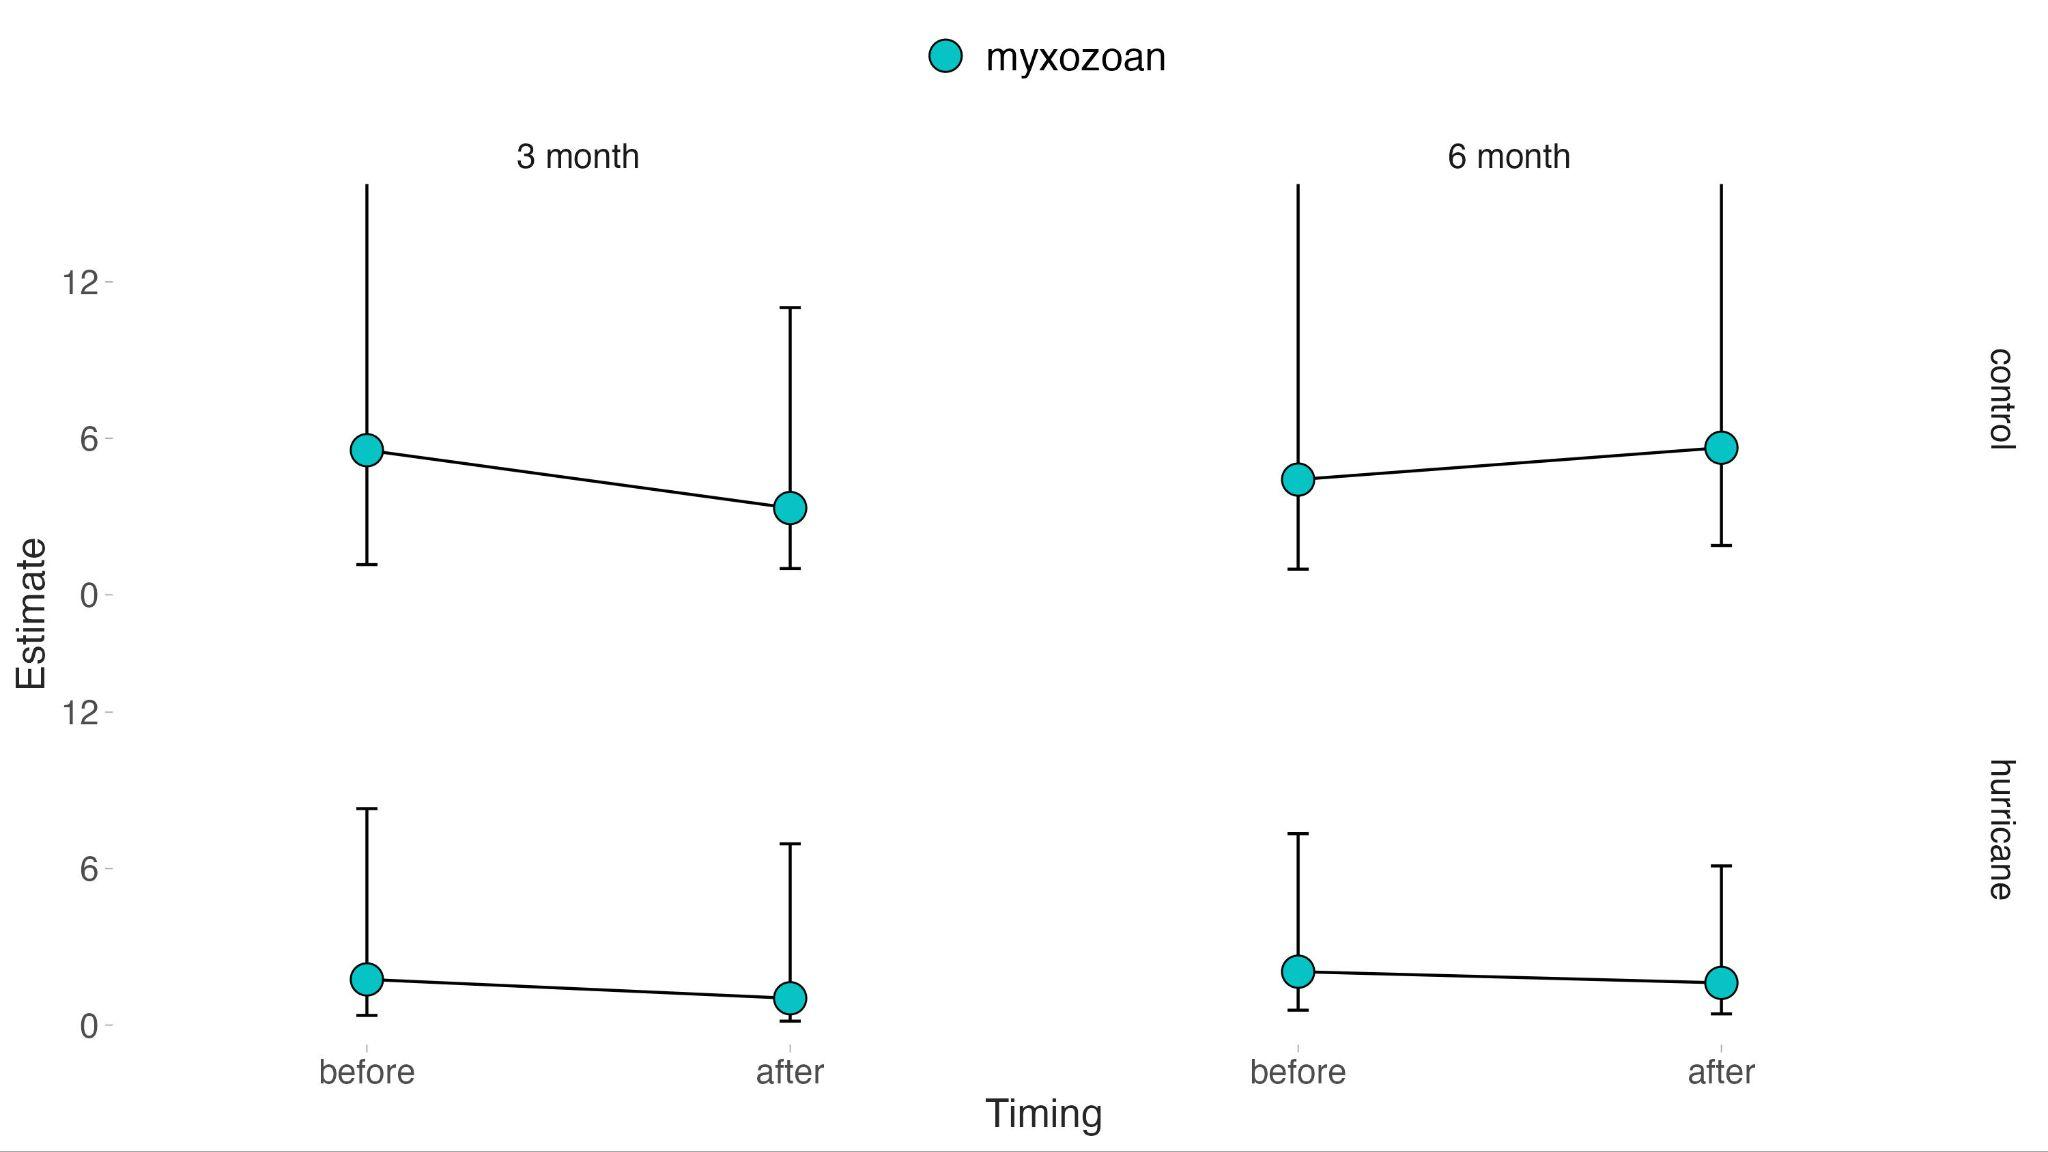 myxozoan
3 month
6 month
12
6
0
control
Estimate
12
6
0
hurricane
before
after
before
after
Timing